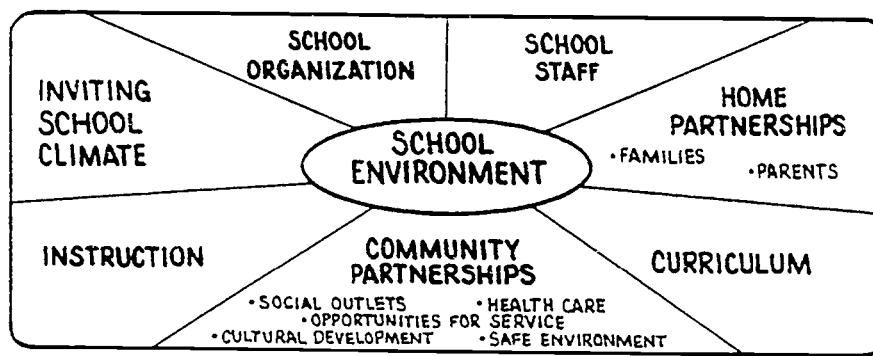 SCHOOL
ORGANIZATION
SCHOOL
STAFF
INVITING
SCHOOL
CLIMATE
HOME
PARTNERSHIPS
•FAMILIES
•PARENTS
SCHOOL
ENVIRONMENT
INSTRUCTION
COMMUNITY
PARTNERSHIPS
•SOCIAL OUTLETS •HEALTH CARE
•OPPORTUNITIES FOR SERVICE
•CULTURAL DEVELOPMENT •SAFE ENVIRONMENT
CURRICULUM